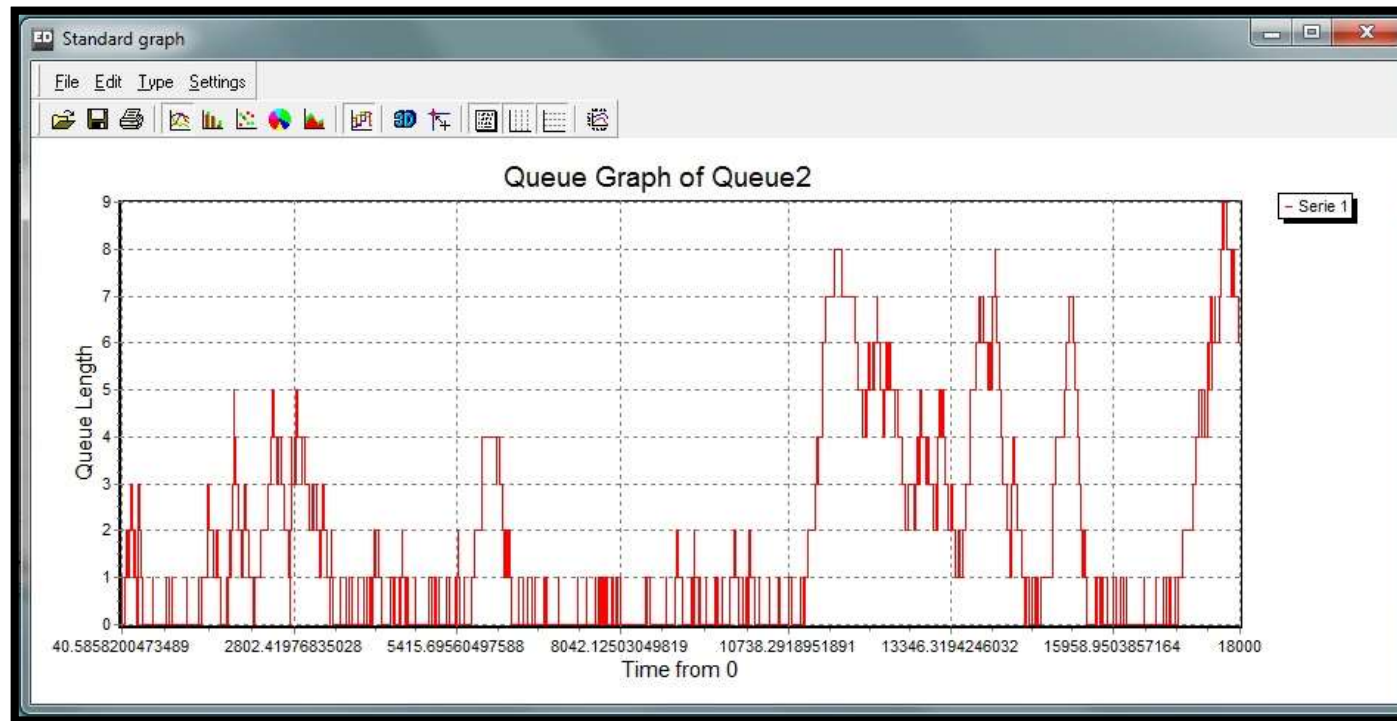 ED Standard graph
File Edit Type Settings
3D
Queue Graph of Queue2
Serie 1
9
8
7
6
5
4
3
2
1
0
Queue Length
40.5858200473489 2802.41976835028 5415.69560497588 8042.12503049819 10738.2918951891 13346.3194246032 15958.9503857164 18000
Time from 0